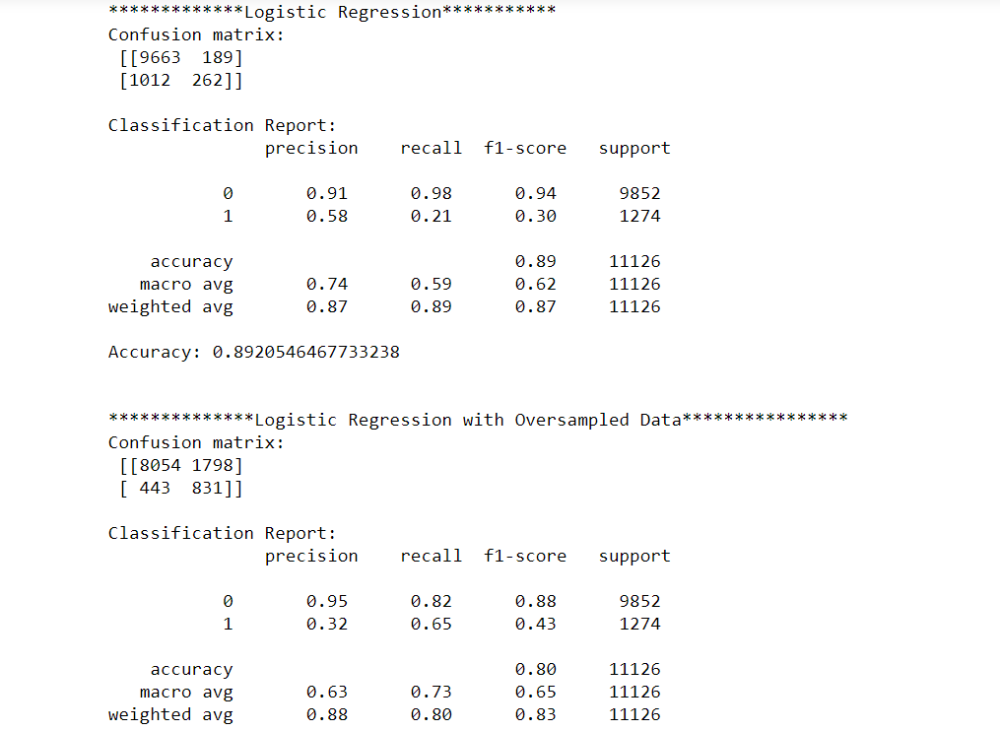 *************Logistic Regression***********
Confusion matrix:
[[9663  189]
[1012  262]]
Classification Report:
precision    recall  f1-score   support
0       0.91      0.98      0.94      9852
1       0.58      0.21      0.30      1274
accuracy                           0.89     11126
macro avg       0.74      0.59      0.62     11126
weighted avg       0.87      0.89      0.87     11126
Accuracy: 0.8920546467733238
**************Logistic Regression with Oversampled Data****************
Confusion matrix:
[[8054 1798]
[ 443  831]]
Classification Report:
precision    recall  f1-score   support
0       0.95      0.82      0.88      9852
1       0.32      0.65      0.43      1274
accuracy                           0.80     11126
macro avg       0.63      0.73      0.65     11126
weighted avg       0.88      0.80      0.83     11126